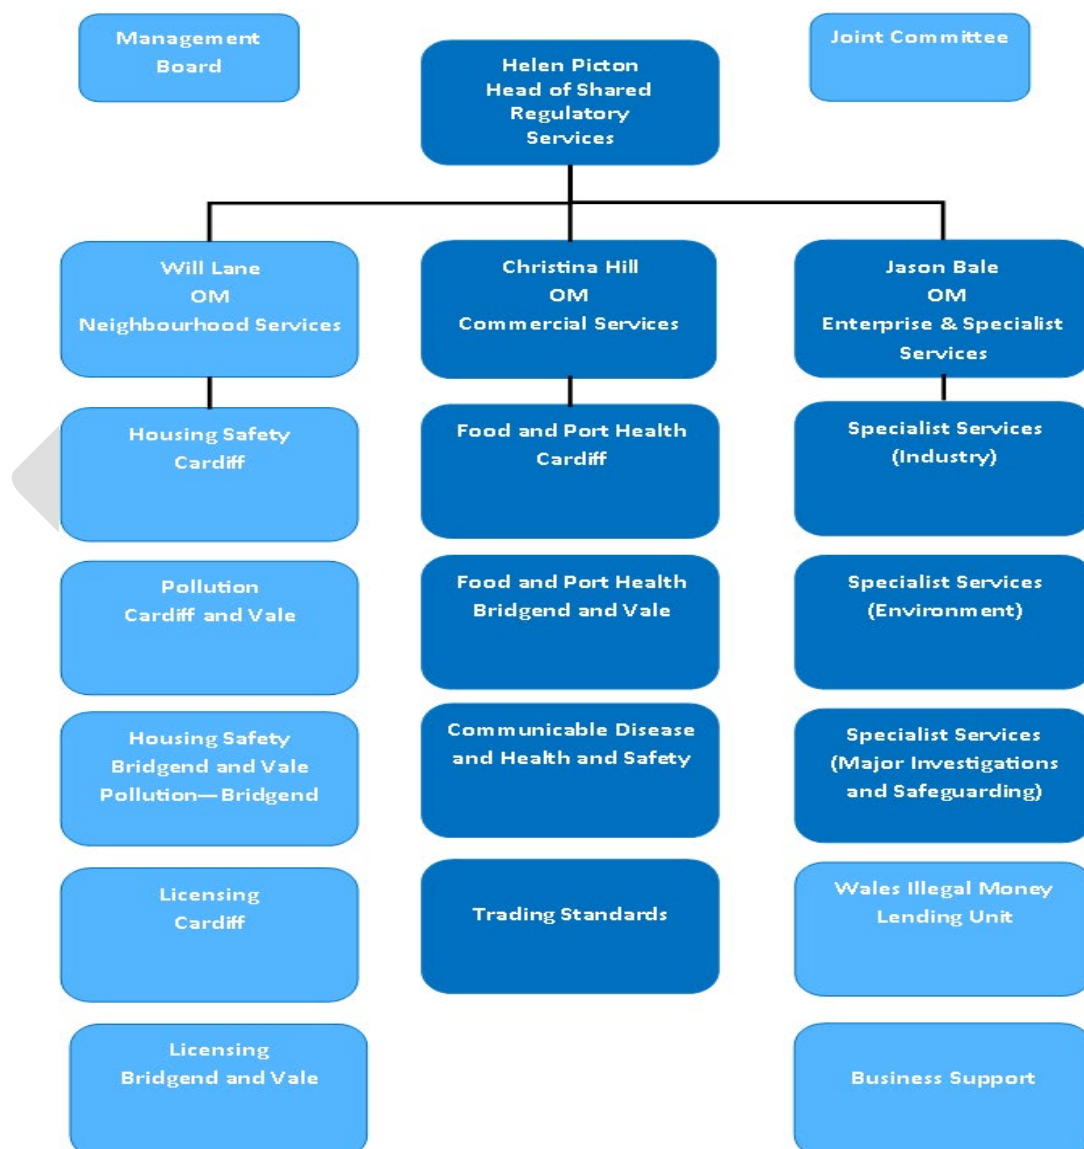 Management
Board
Joint Committee
Helen Picton
Head of Shared
Regulatory
Services
Will Lane
OM
Neighbourhood Services
Christina Hill
OM
Commercial Services
Jason Bale
OM
Enterprise & Specialist
Services
Housing Safety
Cardiff
Food and Port Health
Cardiff
Specialist Services
(Industry)
Pollution
Cardiff and Vale
Food and Port Health
Bridgend and Vale
Specialist Services
(Environment)
Housing Safety
Bridgend and Vale
Pollution—Bridgend
Communicable Disease
and Health and Safety
Specialist Services
(Major Investigations
and Safeguarding)
Licensing
Cardiff
Trading Standards
Wales Illegal Money
Lending Unit
Licensing
Bridgend and Vale
Business Support